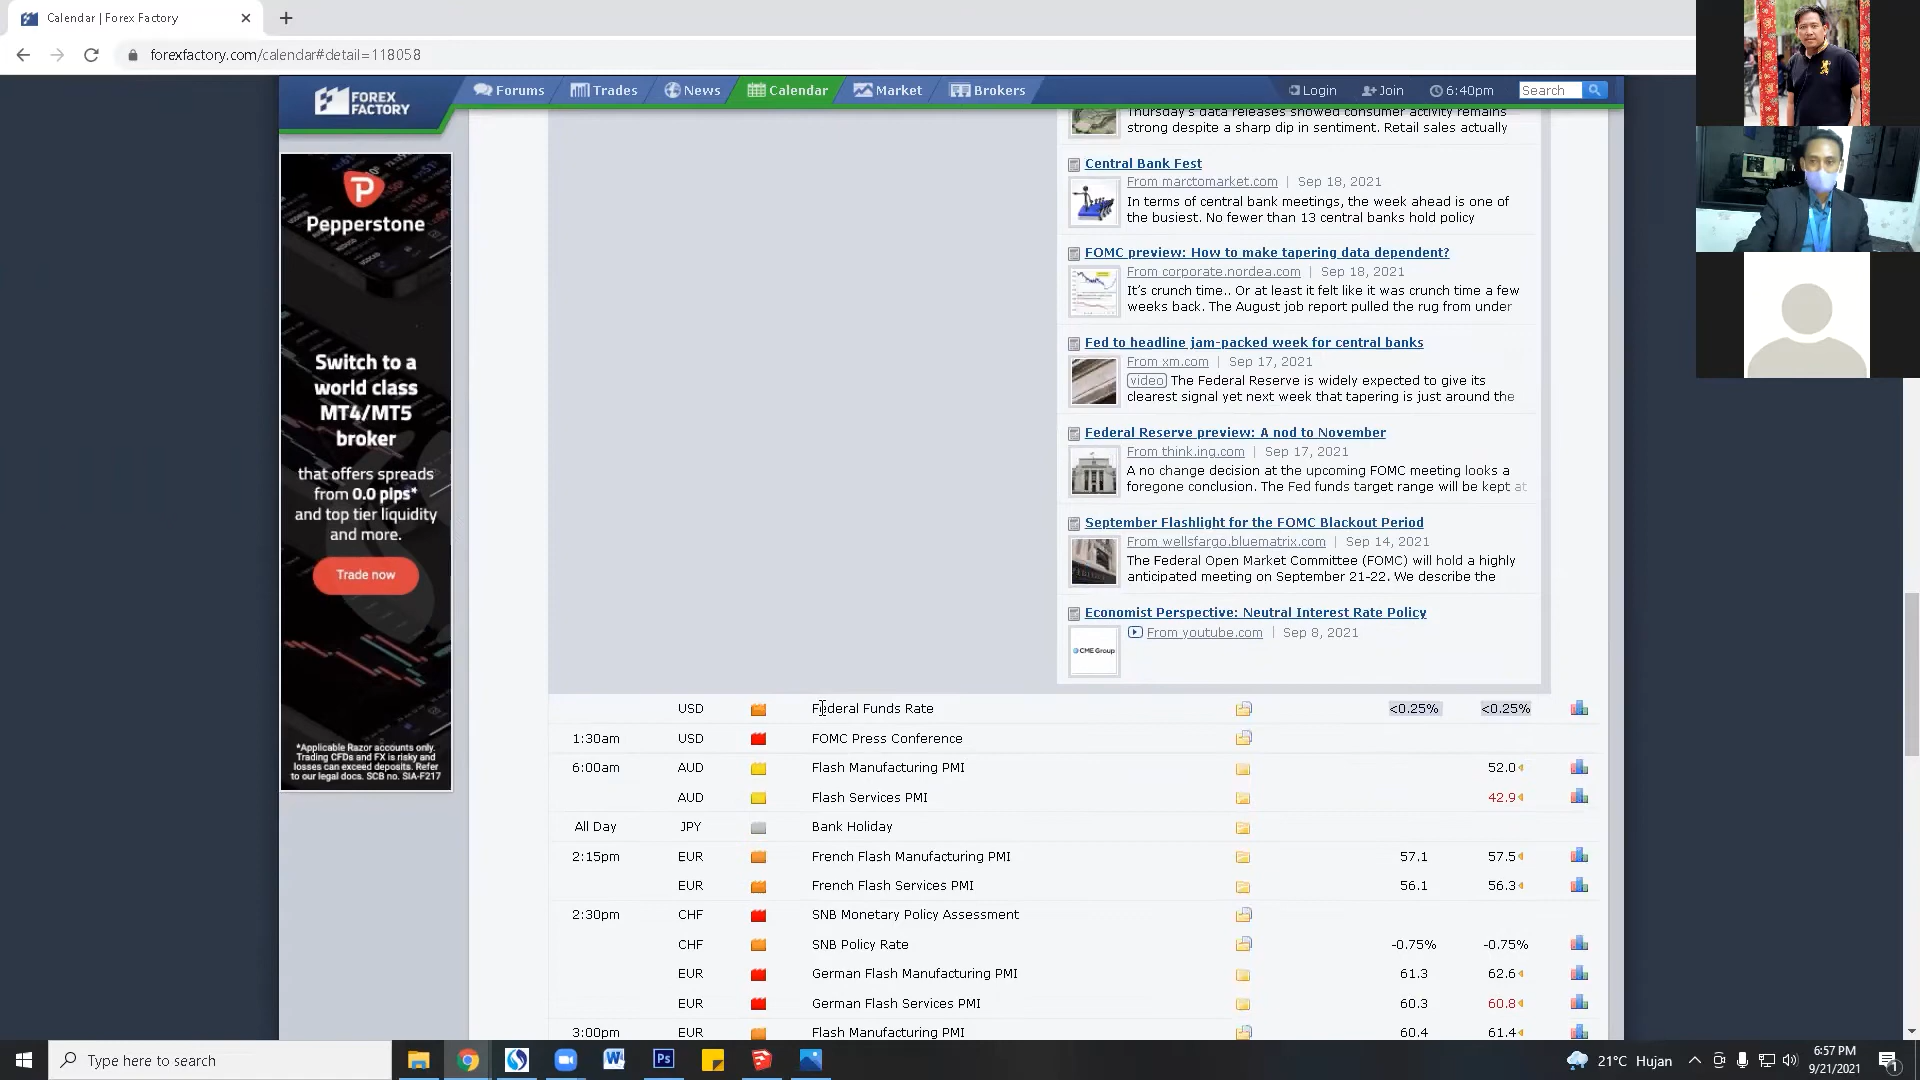 Calendar | Forex Factory
forexfactory.com/calendar#detail=118058
FOREX
FACTORY
Forums
Trades
News
Calendar
Market
Brokers
Login
Join
6:40pm
Search
Pepperstone
Switch to a
world class
MT4/MT5
broker
that offers spreads
from 0.0 pips*
and top tier liquidity
and more.
Trade now
*Applicable Razor accounts only.
Trading CFDs and FX is risky and
losses can exceed deposits. Refer
to our legal docs. SCB no. SIA-F217
Thursday's data releases showed consumer activity remains
strong despite a sharp dip in sentiment. Retail sales actually
Central Bank Fest
From marctomarket.com | Sep 18, 2021
In terms of central bank meetings, the week ahead is one of
the busiest. No fewer than 13 central banks hold policy
FOMC preview: How to make tapering data dependent?
From corporate.nordea.com | Sep 18, 2021
It's crunch time.. Or at least it felt like it was crunch time a few
weeks back. The August job report pulled the rug from under
Fed to headline jam-packed week for central banks
From xm.com | Sep 17, 2021
video The Federal Reserve is widely expected to give its
clearest signal yet next week that tapering is just around the
Federal Reserve preview: A nod to November
From think.ing.com | Sep 17, 2021
A no change decision at the upcoming FOMC meeting looks a
foregone conclusion. The Fed funds target range will be kept at
September Flashlight for the FOMC Blackout Period
From wellsfargo.bluematrix.com | Sep 14, 2021
The Federal Open Market Committee (FOMC) will hold a highly
anticipated meeting on September 21-22. We describe the
Economist Perspective: Neutral Interest Rate Policy
From youtube.com | Sep 8, 2021
CME Group
USD Federal Funds Rate <0.25% <0.25%
1:30am USD FOMC Press Conference
6:00am AUD Flash Manufacturing PMI 52.0
AUD Flash Services PMI 42.9
All Day JPY Bank Holiday
2:15pm EUR French Flash Manufacturing PMI 57.1 57.5
EUR French Flash Services PMI 56.1 56.3
2:30pm CHF SNB Monetary Policy Assessment
CHF SNB Policy Rate -0.75% -0.75%
EUR German Flash Manufacturing PMI 61.3 62.6
EUR German Flash Services PMI 60.3 60.8
3:00pm EUR Flash Manufacturing PMI 60.4 61.4
Type here to search
21°C Hujan
6:57 PM
9/21/2021